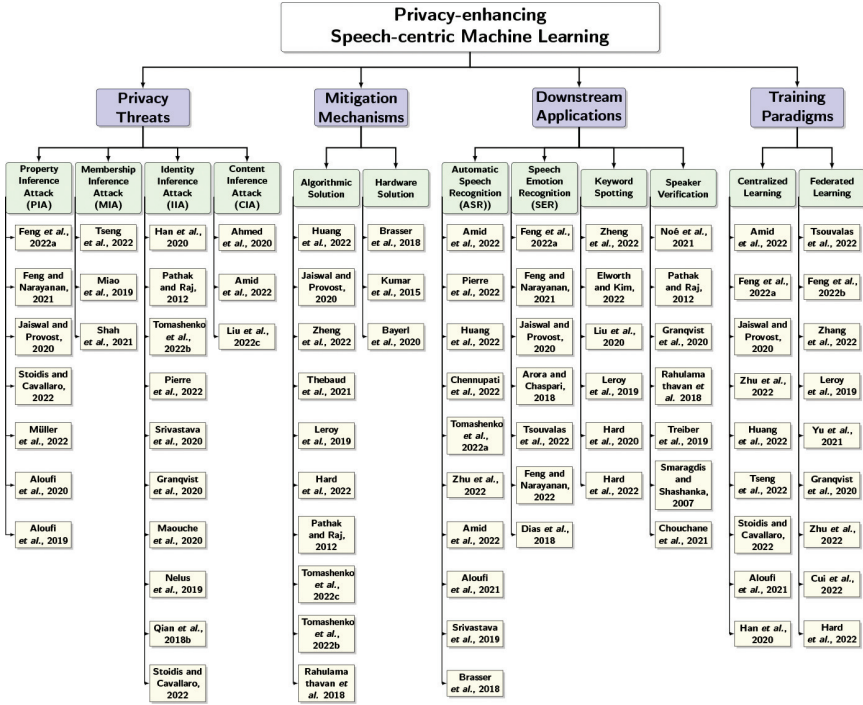 Privacy-enhancing
Speech-centric Machine Learning
Privacy
Threats
Mitigation
Mechanisms
Downstream
Applications
Training
Paradigms
Property
Inference
Attack
(PIA)
Membership
Inference
Attack
(MIA)
Identity
Inference
Attack
(IIA)
Content
Inference
Attack
(CIA)
Algorithmic
Solution
Hardware
Solution
Automatic
Speech
Recognition
(ASR))
Speech
Emotion
Recognition
(SER)
Keyword
Spotting
Speaker
Verification
Centralized
Learning
Federated
Learning
Feng et al.,
2022a
Feng and
Narayanan,
2021
Jaiswal and
Provost,
2020
Stoidis and
Cavallaro,
2022
Müller
et al., 2022
Aloufi
et al., 2020
Aloufi
et al., 2019
Tseng
et al., 2022
Miao
et al., 2019
Shah
et al., 2021
Han et al.,
2020
Pathak
and Raj,
2012
Tomashenko
et al.,
2022b
Pierre
et al., 2022
Srivastava
et al., 2020
Granqvist
et al., 2020
Maouche
et al., 2020
Nelus
et al., 2019
Qian et al.,
2018b
Stoidis and
Cavallaro,
2022
Ahmed
et al., 2020
Amid
et al., 2022
Liu et al.,
2022c
Huang
et al., 2022
Jaiswal and
Provost,
2020
Zheng
et al., 2022
Thebaud
et al., 2021
Leroy
et al., 2019
Hard
et al., 2022
Pathak
and Raj,
2012
Tomashenko
et al.,
2022c
Tomashenko
et al.,
2022b
Rahulama
thavan et
al. 2018
Brasser
et al., 2018
Kumar
et al., 2015
Bayerl
et al., 2020
Amid
et al., 2022
Pierre
et al., 2022
Huang
et al., 2022
Chennupati
et al., 2022
Tomashenko
et al.,
2022a
Zhu et al.,
2022
Amid
et al., 2022
Aloufi
et al., 2021
Srivastava
et al., 2019
Brasser
et al., 2018
Feng et al.,
2022a
Feng and
Narayanan,
2021
Jaiswal and
Provost,
2020
Arora and
Chaspari,
2018
Tsouvalas
et al., 2022
Feng and
Narayanan,
2022
Dias et al.,
2018
Zheng
et al., 2022
Elworth
and Kim,
2022
Liu et al.,
2020
Leroy
et al., 2019
Hard
et al., 2020
Hard
et al., 2022
Noé et al.,
2021
Pathak
and Raj,
2012
Granqvist
et al., 2020
Rahulama
thavan et
al. 2018
Treiber
et al., 2019
Smaragdis
and
Shashanka,
2007
Chouchane
et al., 2021
Amid
et al., 2022
Feng et al.,
2022a
Jaiswal and
Provost,
2020
Zhu et al.,
2022
Huang
et al., 2022
Tseng
et al., 2022
Stoidis and
Cavallaro,
2022
Aloufi
et al., 2021
Han et al.,
2020
Tsouvalas
et al., 2022
Feng et al.,
2022b
Zhang
et al., 2022
Leroy
et al., 2019
Yu et al.,
2021
Granqvist
et al., 2020
Zhu et al.,
2022
Cui et al.,
2022
Hard
et al., 2022